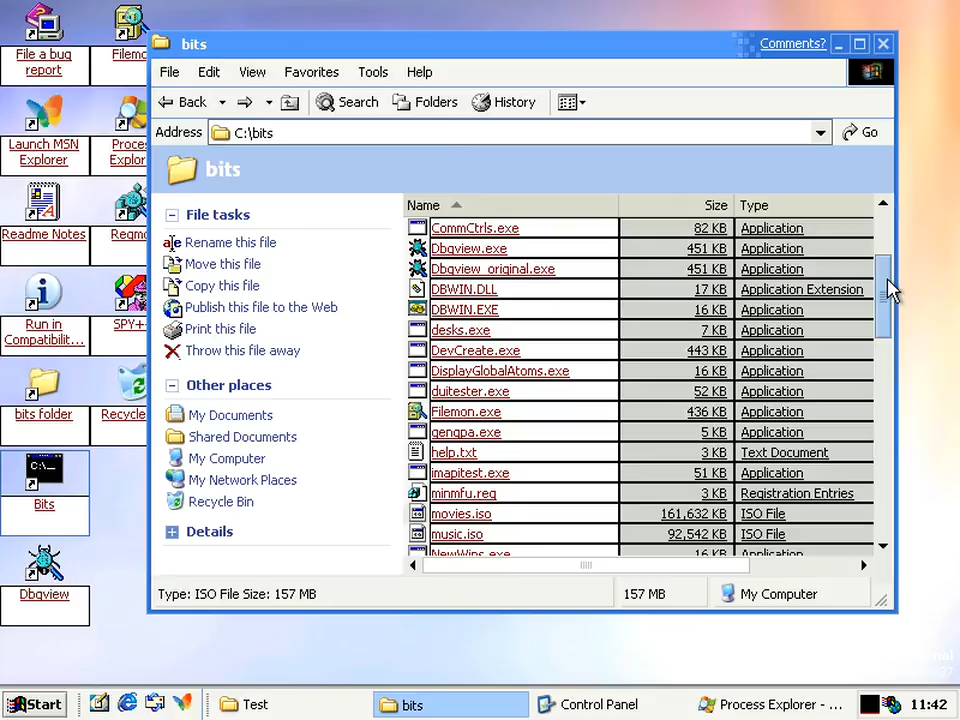 File a bug
report
Filemo
Launch MSN
Explorer
Proces
Explor
Readme Notes
Regmo
Run in
Compatibilit...
SPY+
bits folder
Recycle
Bits
Dbgview
bits
Comments?
File Edit View Favorites Tools Help
Back Search Folders History
Address C:\bits Go
bits
File tasks
Rename this file
Move this file
Copy this file
Publish this file to the Web
Print this file
Throw this file away
Other places
My Documents
Shared Documents
My Computer
My Network Places
Recycle Bin
Details
Name Size Type
CommCtrls.exe 82 KB Application
Dbgview.exe 451 KB Application
Dbgview_original.exe 451 KB Application
DBWIN.DLL 17 KB Application Extension
DBWIN.EXE 16 KB Application
desks.exe 7 KB Application
DevCreate.exe 443 KB Application
DisplayGlobalAtoms.exe 16 KB Application
duitester.exe 52 KB Application
Filemon.exe 436 KB Application
gengpa.exe 5 KB Application
help.txt 3 KB Text Document
imapitest.exe 51 KB Application
minmfu.reg 3 KB Registration Entries
movies.iso 161,632 KB ISO File
music.iso 92,542 KB ISO File
NewWins.exe 16 KB Application
Type: ISO File Size: 157 MB 157 MB My Computer
Start Test bits Control Panel Process Explorer - ... 11:42